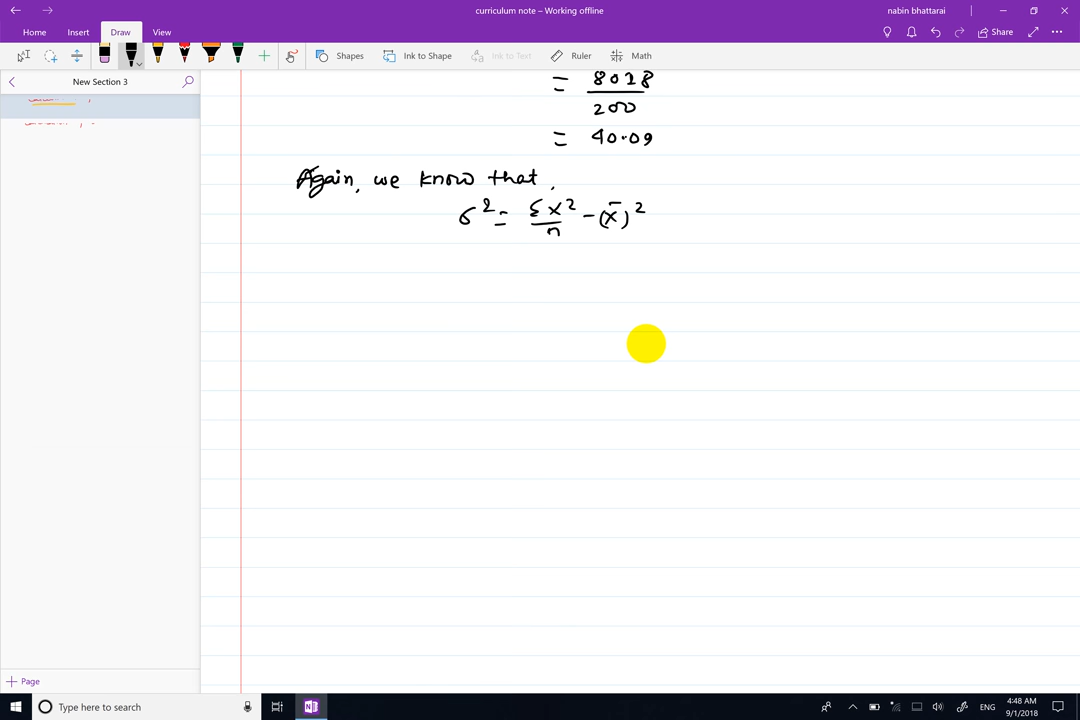 curriculum note – Working offline
nabin bhattarai
Home Insert Draw View
Share
Shapes Ink to Shape Ink to Text Ruler Math
New Section 3
= 8018
200
= 40.09
Again, we know that,
σ² = Σx²/n - (x̄)²
+ Page
Type here to search
ENG
4:48 AM
9/1/2018